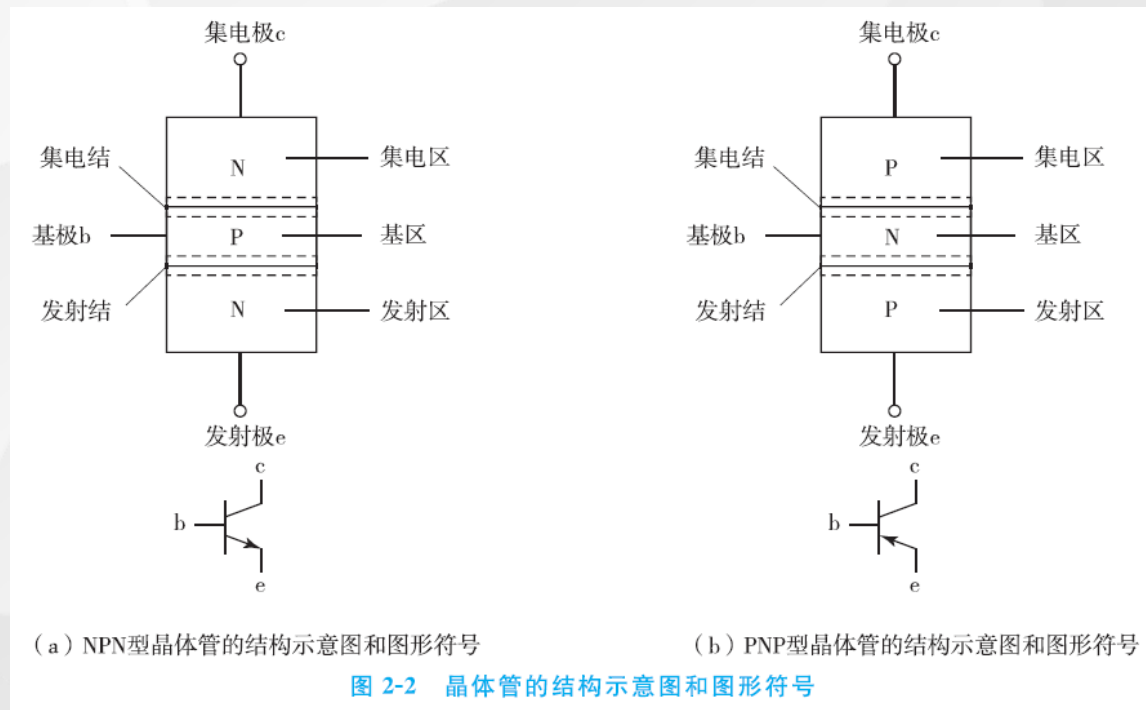 集电极c
集电结
N
集电区
基极b
P
基区
发射结
N
发射区
发射极e
c
b
e
(a)NPN型晶体管的结构示意图和图形符号
集电极c
集电结
P
集电区
基极b
N
基区
发射结
P
发射区
发射极e
c
b
e
(b)PNP型晶体管的结构示意图和图形符号
图 2-2 晶体管的结构示意图和图形符号